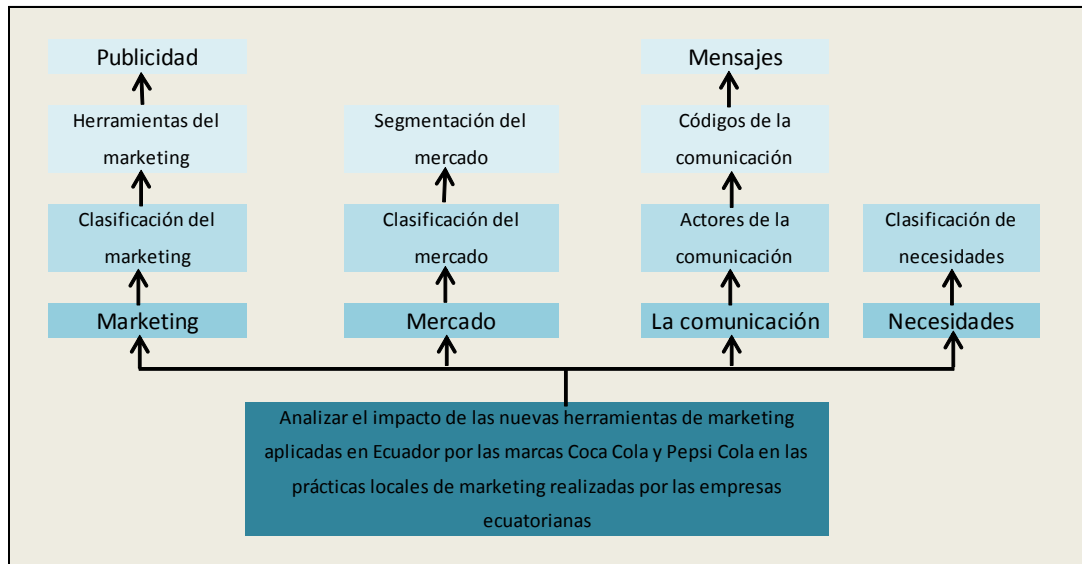 Publicidad
Mensajes
Herramientas del
marketing
Segmentación del
mercado
Códigos de la
comunicación
Clasificación del
marketing
Clasificación del
mercado
Actores de la
comunicación
Clasificación de
necesidades
Marketing
Mercado
La comunicación
Necesidades
Analizar el impacto de las nuevas herramientas de marketing
aplicadas en Ecuador por las marcas Coca Cola y Pepsi Cola en las
prácticas locales de marketing realizadas por las empresas
ecuatorianas